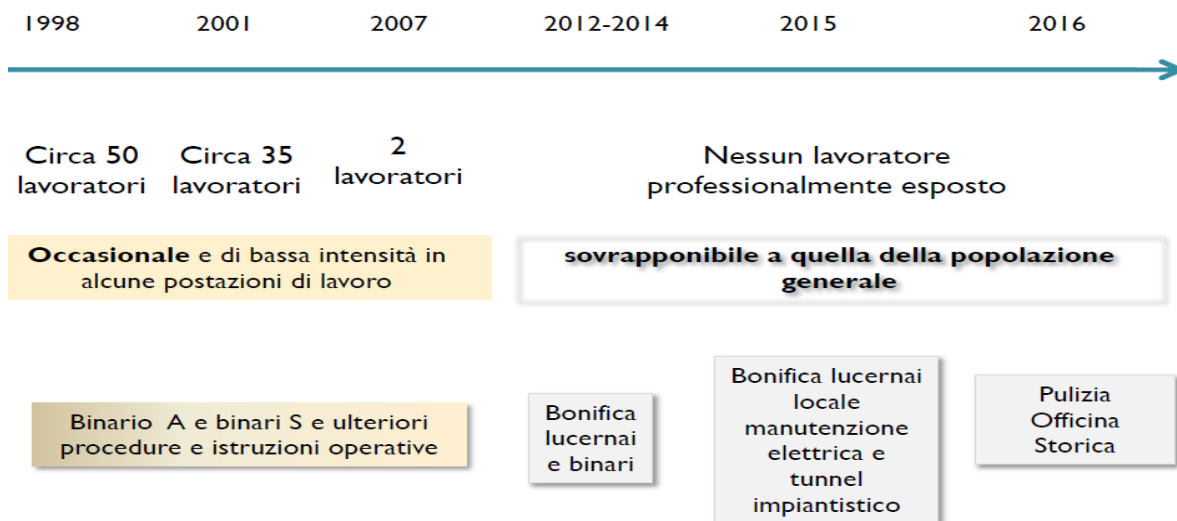 1998 2001 2007 2012-2014 2015 2016
Circa 50
lavoratori
Circa 35
lavoratori
2
lavoratori
Nessun lavoratore
professionalmente esposto
Occasionale e di bassa intensità in
alcune postazioni di lavoro
sovrapponibile a quella della popolazione
generale
Binario A e binari S e ulteriori
procedure e istruzioni operative
Bonifica
lucernai
e binari
Bonifica lucernai
locale
manutenzione
elettrica e
tunnel
impiantistico
Pulizia
Officina
Storica